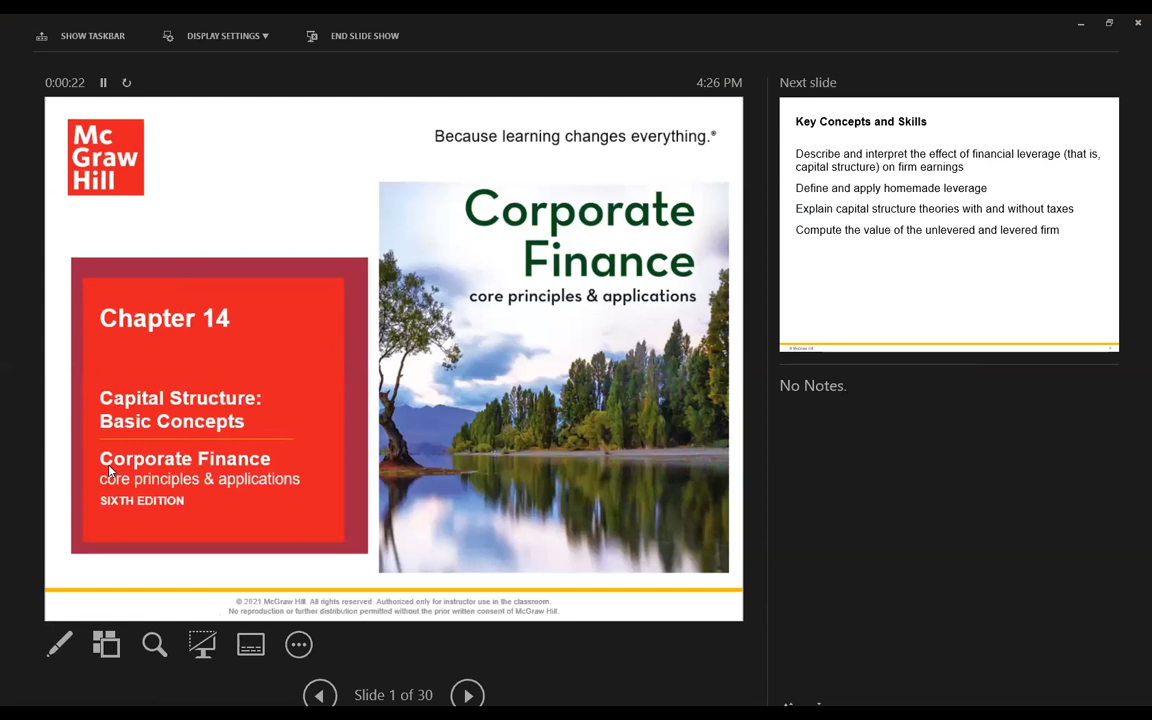 SHOW TASKBAR
DISPLAY SETTINGS ▼
END SLIDE SHOW
0:00:22
4:26 PM
Mc
Graw
Hill
Because learning changes everything.®
Corporate
Finance
core principles & applications
Chapter 14
Capital Structure:
Basic Concepts
Corporate Finance
core principles & applications
SIXTH EDITION
© 2021 McGraw Hill. All rights reserved. Authorized only for instructor use in the classroom.
No reproduction or further distribution permitted without the prior written consent of McGraw Hill.
Slide 1 of 30
Next slide
Key Concepts and Skills
Describe and interpret the effect of financial leverage (that is,
capital structure) on firm earnings
Define and apply homemade leverage
Explain capital structure theories with and without taxes
Compute the value of the unlevered and levered firm
© McGraw Hill
No Notes.